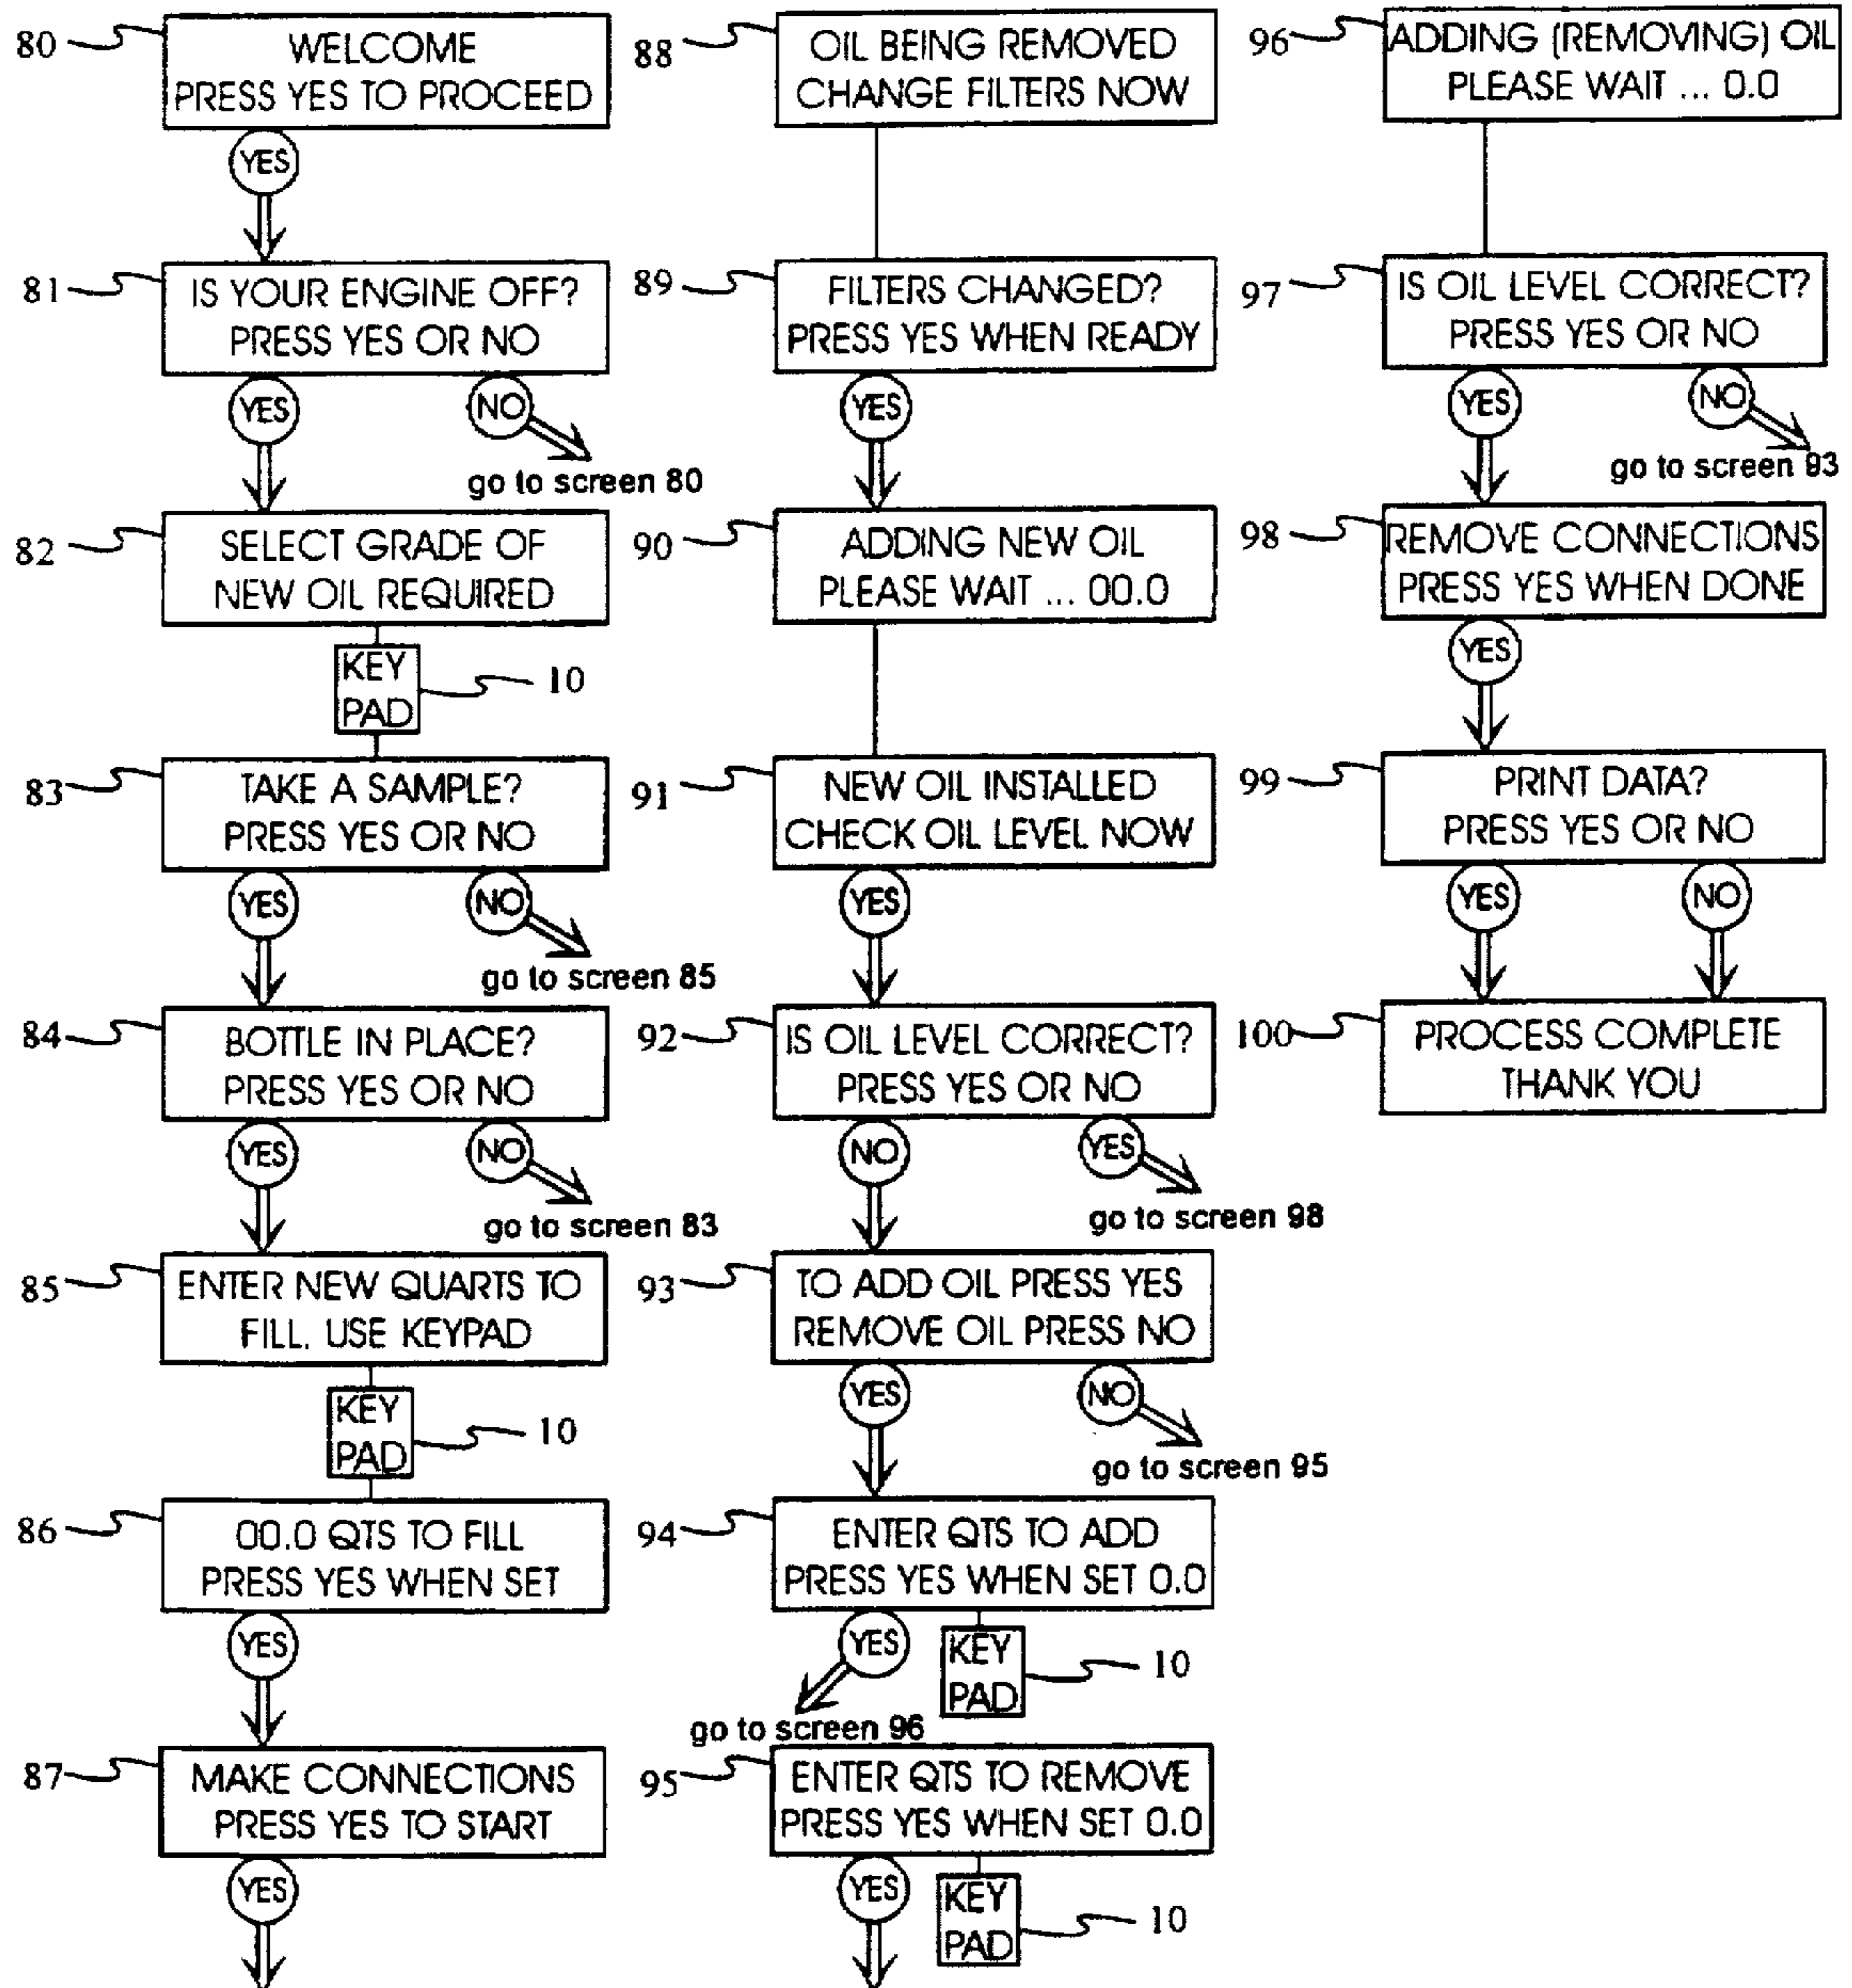 80
WELCOME
PRESS YES TO PROCEED
YES
81
IS YOUR ENGINE OFF?
PRESS YES OR NO
YES
NO
go to screen 80
82
SELECT GRADE OF
NEW OIL REQUIRED
KEY
PAD
10
83
TAKE A SAMPLE?
PRESS YES OR NO
YES
NO
go to screen 85
84
BOTTLE IN PLACE?
PRESS YES OR NO
YES
NO
go to screen 83
85
ENTER NEW QUARTS TO
FILL, USE KEYPAD
KEY
PAD
10
86
00.0 QTS TO FILL
PRESS YES WHEN SET
YES
87
MAKE CONNECTIONS
PRESS YES TO START
YES
88
OIL BEING REMOVED
CHANGE FILTERS NOW
89
FILTERS CHANGED?
PRESS YES WHEN READY
YES
90
ADDING NEW OIL
PLEASE WAIT ... 00.0
91
NEW OIL INSTALLED
CHECK OIL LEVEL NOW
YES
92
IS OIL LEVEL CORRECT?
PRESS YES OR NO
NO
YES
go to screen 98
93
TO ADD OIL PRESS YES
REMOVE OIL PRESS NO
YES
NO
go to screen 95
94
ENTER QTS TO ADD
PRESS YES WHEN SET 0.0
YES
KEY
PAD
10
go to screen 96
95
ENTER QTS TO REMOVE
PRESS YES WHEN SET 0.0
YES
KEY
PAD
10
96
ADDING (REMOVING) OIL
PLEASE WAIT ... 0.0
97
IS OIL LEVEL CORRECT?
PRESS YES OR NO
YES
NO
go to screen 93
98
REMOVE CONNECTIONS
PRESS YES WHEN DONE
YES
99
PRINT DATA?
PRESS YES OR NO
YES
NO
100
PROCESS COMPLETE
THANK YOU